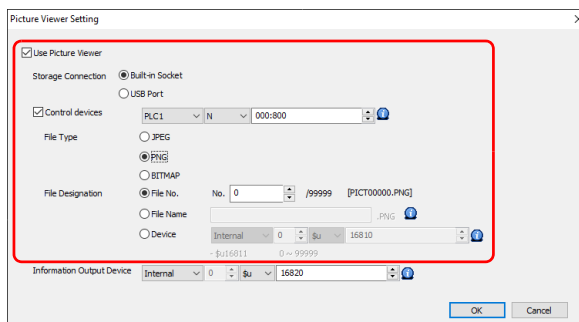 Picture Viewer Setting
Use Picture Viewer
Storage Connection Built-in Socket
USB Port
Control devices PLC1 N 000:800
File Type JPEG
PNG
BITMAP
File Designation File No. No. 0 /99999 [PICT00000.PNG]
File Name .PNG
Device Internal 0 $u 16810
- $u16811 0 ~ 99999
Information Output Device Internal 0 $u 16820
OK Cancel